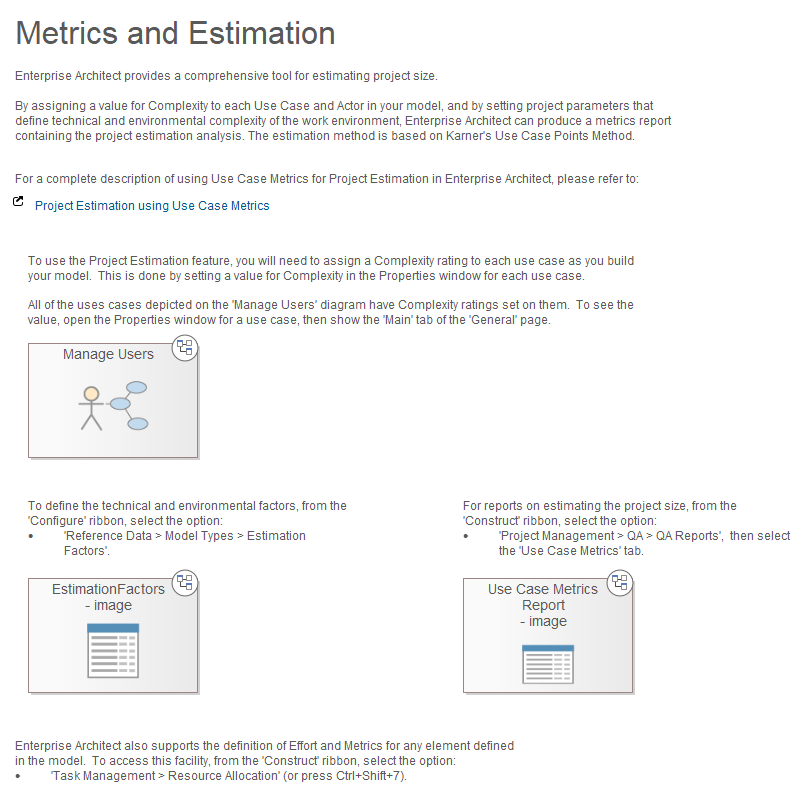 Metrics and Estimation
Enterprise Architect provides a comprehensive tool for estimating project size.
By assigning a value for Complexity to each Use Case and Actor in your model, and by setting project parameters that
define technical and environmental complexity of the work environment, Enterprise Architect can produce a metrics report
containing the project estimation analysis. The estimation method is based on Karner's Use Case Points Method.
For a complete description of using Use Case Metrics for Project Estimation in Enterprise Architect, please refer to:
Project Estimation using Use Case Metrics
To use the Project Estimation feature, you will need to assign a Complexity rating to each use case as you build
your model. This is done by setting a value for Complexity in the Properties window for each use case.
All of the uses cases depicted on the 'Manage Users' diagram have Complexity ratings set on them. To see the
value, open the Properties window for a use case, then show the 'Main' tab of the 'General' page.
Manage Users
To define the technical and environmental factors, from the
'Configure' ribbon, select the option:
• 'Reference Data > Model Types > Estimation
Factors'.
EstimationFactors
- image
For reports on estimating the project size, from the
'Construct' ribbon, select the option:
• 'Project Management > QA > QA Reports', then select
the 'Use Case Metrics' tab.
Use Case Metrics
Report
- image
Enterprise Architect also supports the definition of Effort and Metrics for any element defined
in the model. To access this facility, from the 'Construct' ribbon, select the option:
• 'Task Management > Resource Allocation' (or press Ctrl+Shift+7).